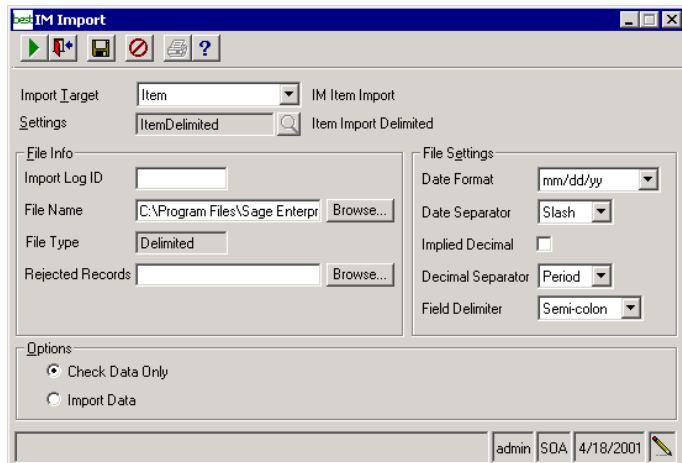 best IM Import
?
Import Target Item IM Item Import
Settings ItemDelimited Item Import Delimited
File Info
Import Log ID
File Name C:\Program Files\Sage Enterpr Browse...
File Type Delimited
Rejected Records Browse...
File Settings
Date Format mm/dd/yy
Date Separator Slash
Implied Decimal
Decimal Separator Period
Field Delimiter Semi-colon
Options
Check Data Only
Import Data
admin SOA 4/18/2001